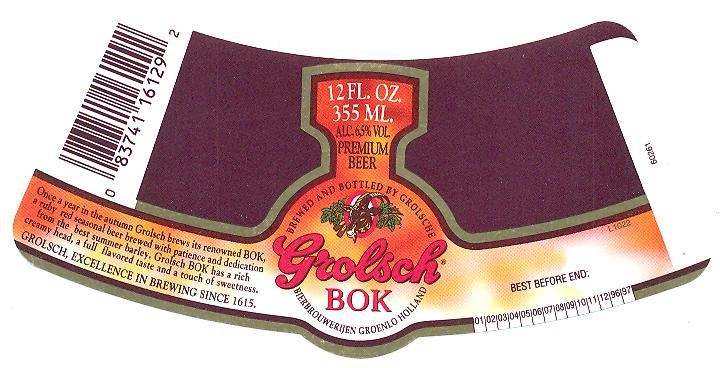 0 83741 16129 2
12 FL. OZ.
355 ML.
ALC. 6,5% VOL.
PREMIUM
BEER
Once a year in the autumn Grolsch brews its renowned BOK,
a ruby red seasonal beer brewed with patience and dedication
from the best summer barley. Grolsch BOK has a rich
creamy head, a full flavored taste and a touch of sweetness.
GROLSCH, EXCELLENCE IN BREWING SINCE 1615.
BREWED AND BOTTLED BY GROLSCHE
Grolsch®
BOK
BIERBROUWERIJEN GROENLO HOLLAND
60261
L1022
BEST BEFORE END:
01|02|03|04|05|06|07|08|09|10|11|12|96|97